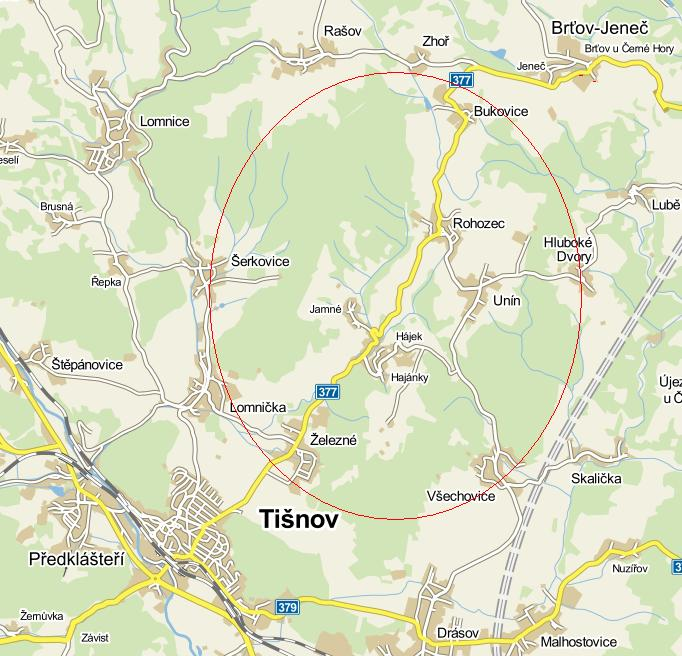 Rašov
Zhoř
Brťov-Jeneč
Brťov u Černé Hory
Jeneč
377
Bukovice
Lomnice
eselí
Brusná
Lubě
Rohozec
Hluboké
Dvory
Šerkovice
Řepka
Unín
Jamné
Hájek
Štěpánovice
Hajánky
Újez
u Č
377
Lomnička
Železné
Všechovice
Skalička
Tišnov
Předklášteří
Nuzířov
379
Žernůvka
Závist
Drásov
Malhostovice